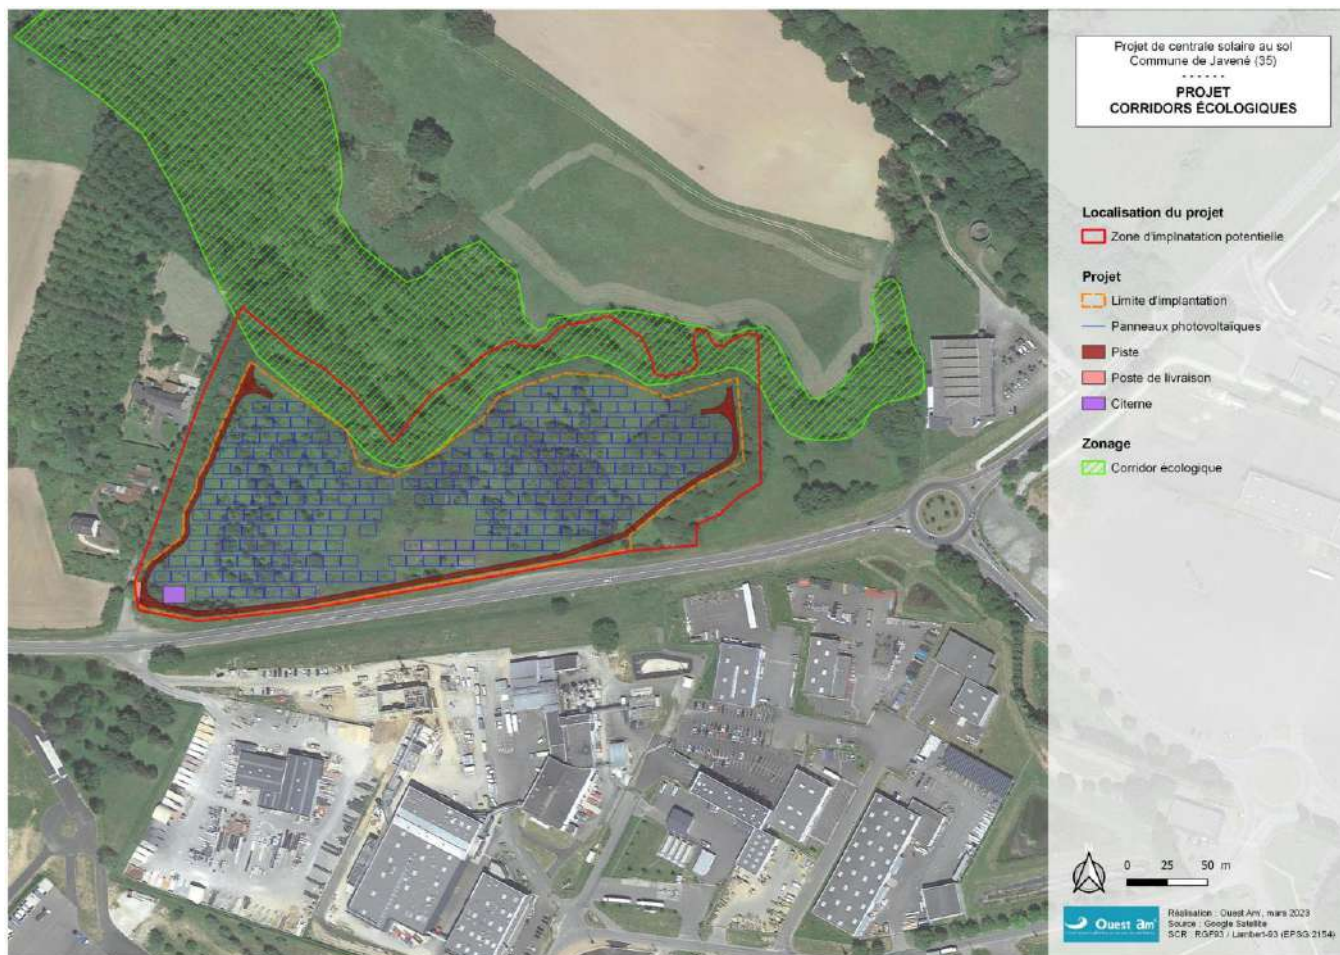 Projet de centrale solaire au sol
Commune de Javené (35)
- - - - - -
PROJET
CORRIDORS ÉCOLOGIQUES
Localisation du projet
Zone d'implnatation potentielle
Projet
Limite d'implantation
Panneaux photovoltaïques
Piste
Poste de livraison
Citerne
Zonage
Corridor écologique
0 25 50 m
Ouest am'
Réalisation : Ouest Am', mars 2023
Source : Google Satellite
SCR : RGF93 / Lambert-93 (EPSG:2154)